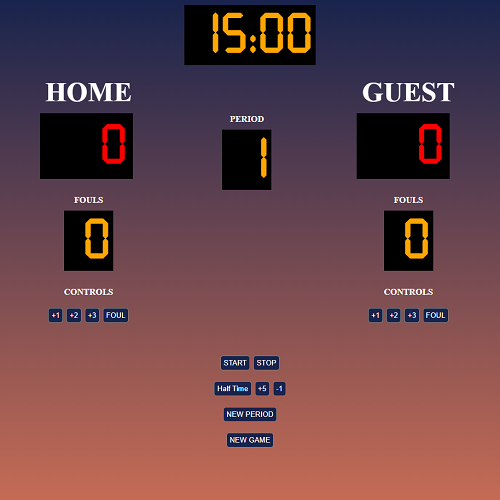 15:00
HOME GUEST
PERIOD
0 1 0
FOULS FOULS
0 0
CONTROLS CONTROLS
+1 +2 +3 FOUL +1 +2 +3 FOUL
START STOP
Half Time +5 -1
NEW PERIOD
NEW GAME